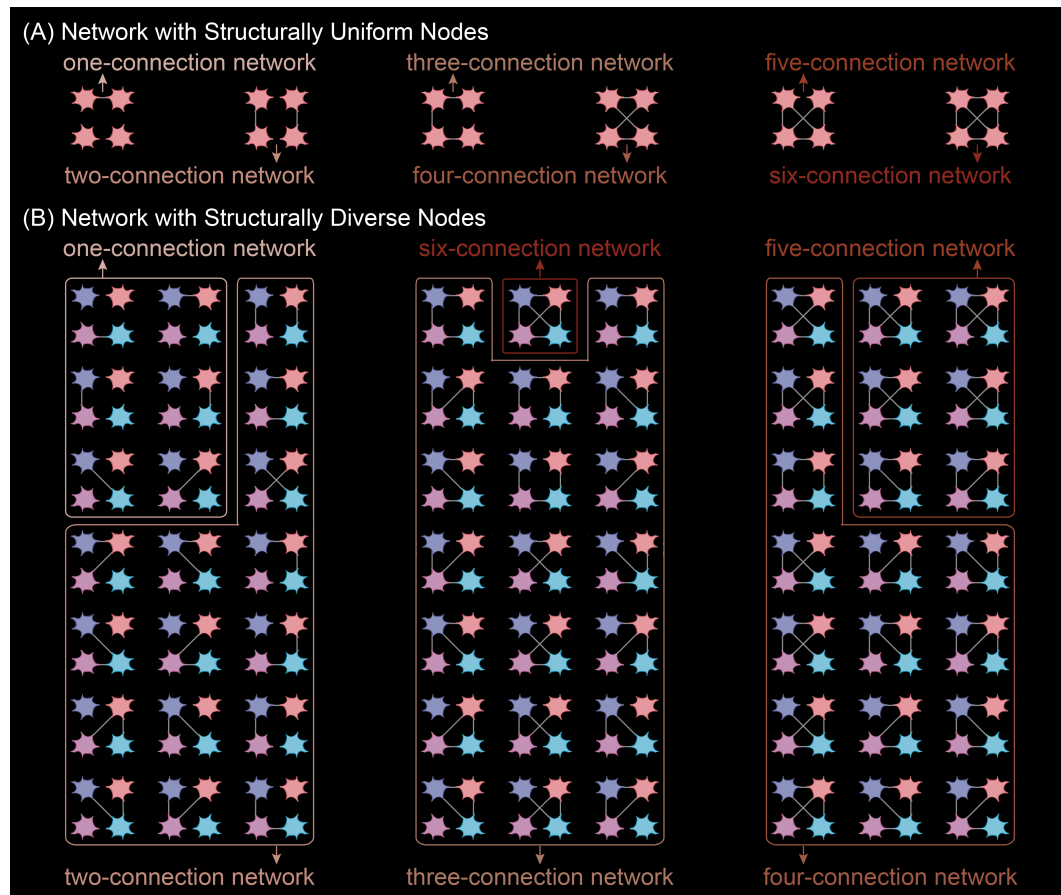 (A) Network with Structurally Uniform Nodes
one-connection network
three-connection network
five-connection network
two-connection network
four-connection network
six-connection network
(B) Network with Structurally Diverse Nodes
one-connection network
six-connection network
five-connection network
two-connection network
three-connection network
four-connection network